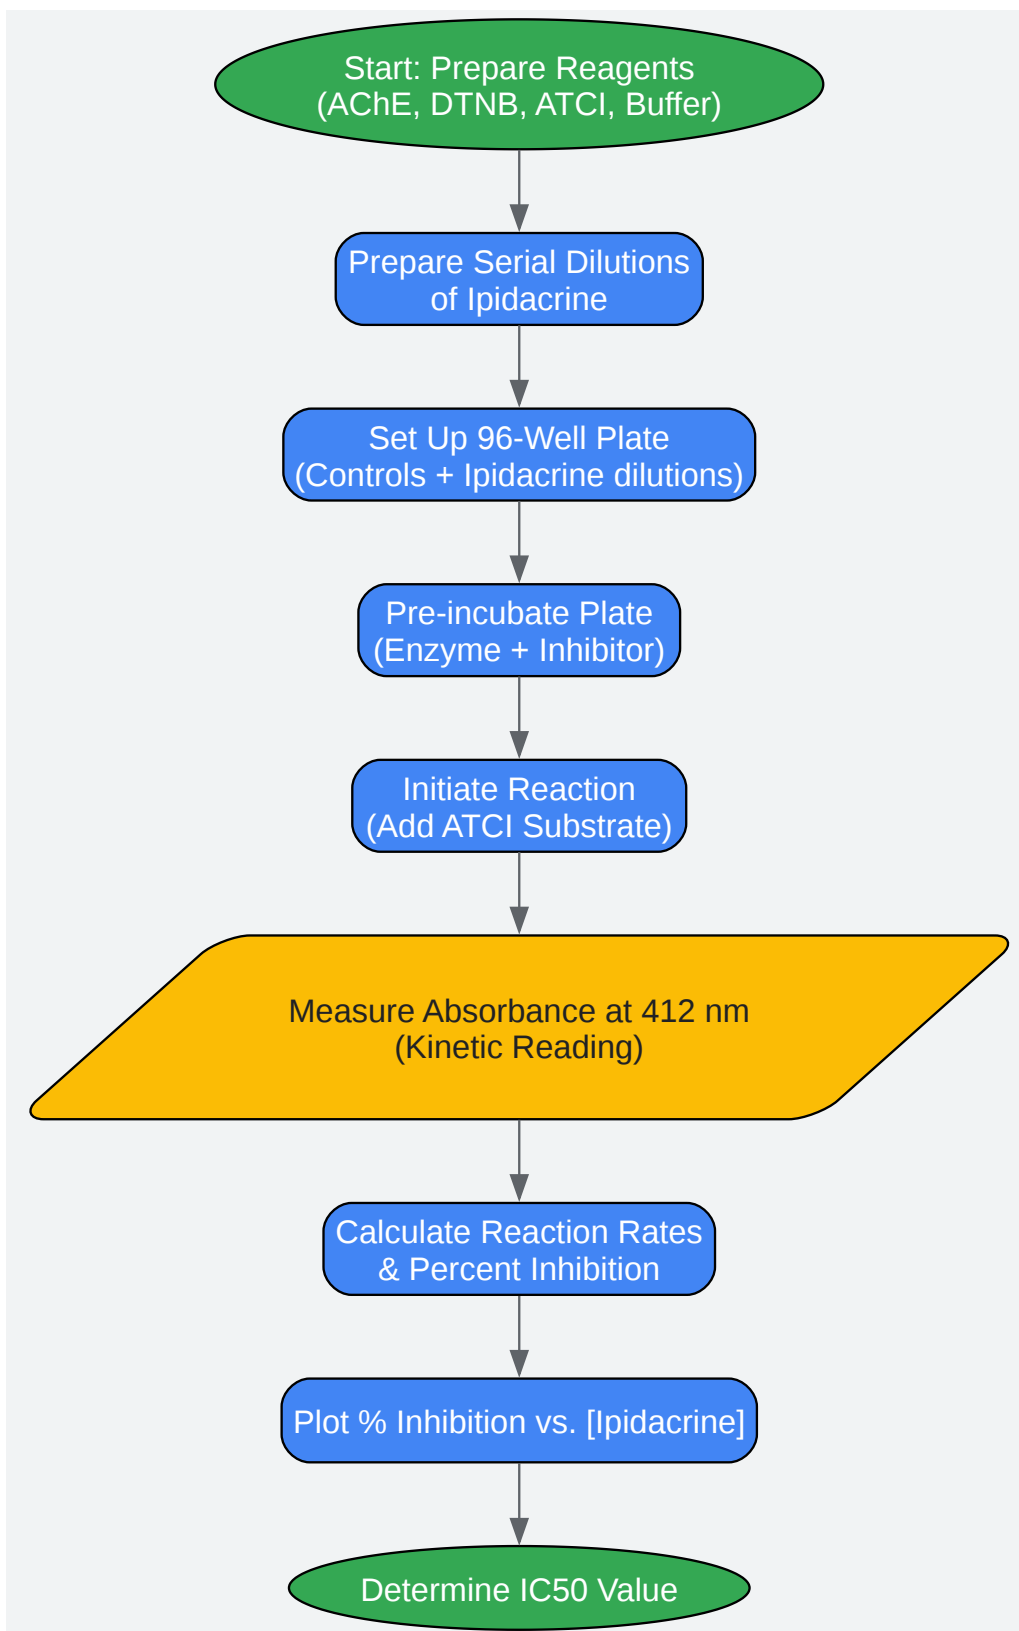 Start: Prepare Reagents
(AChE, DTNB, ATCI, Buffer)
Prepare Serial Dilutions
of Ipidacrine
Set Up 96-Well Plate
(Controls + Ipidacrine dilutions)
Pre-incubate Plate
(Enzyme + Inhibitor)
Initiate Reaction
(Add ATCI Substrate)
Measure Absorbance at 412 nm
(Kinetic Reading)
Calculate Reaction Rates
& Percent Inhibition
Plot % Inhibition vs. [Ipidacrine]
Determine IC50 Value